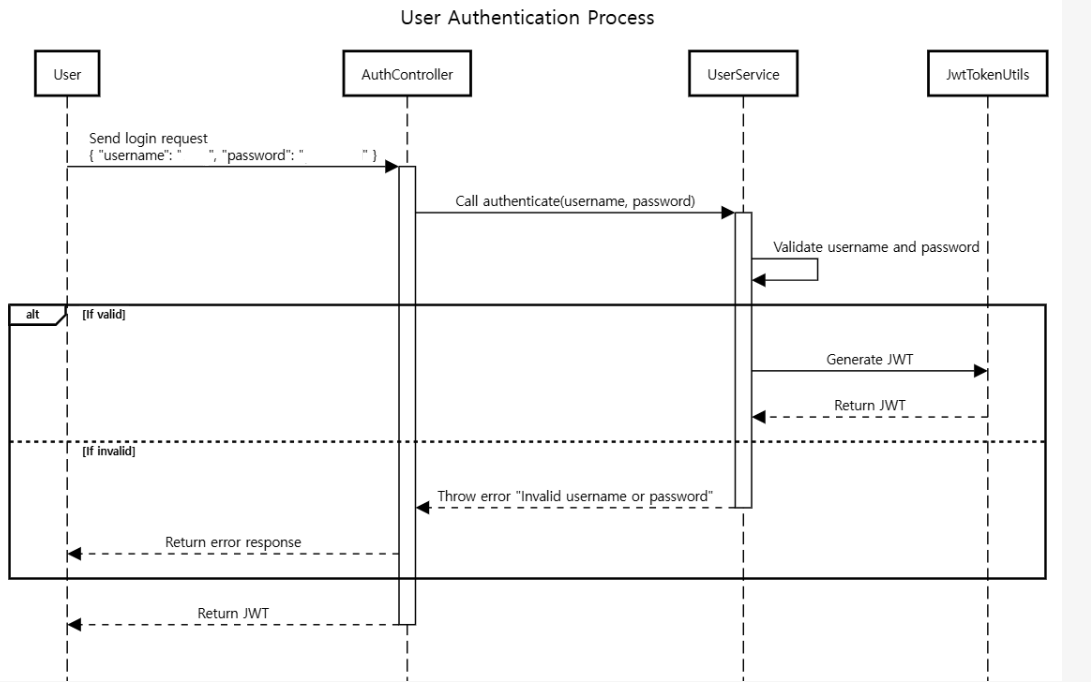 User Authentication Process
User
AuthController
UserService
JwtTokenUtils
Send login request
{ "username": " ", "password": " " }
Call authenticate(username, password)
Validate username and password
alt
[If valid]
Generate JWT
Return JWT
[If invalid]
Throw error "Invalid username or password"
Return error response
Return JWT